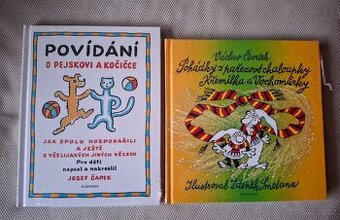 POVÍDÁNÍ
O PEJSKOVI A KOČIČCE
JAK SPOLU HOSPODAŘILI
A JEŠTĚ
O VŠELIJAKÝCH JINÝCH VĚCECH
Pro děti
napsal a nakreslil
JOSEF ČAPEK
ALBATROS
Václav Čtvrtek
Pohádky z pařezové chaloupky
Křemílka a Vochomůrky
Ilustroval Zdeněk Smetana